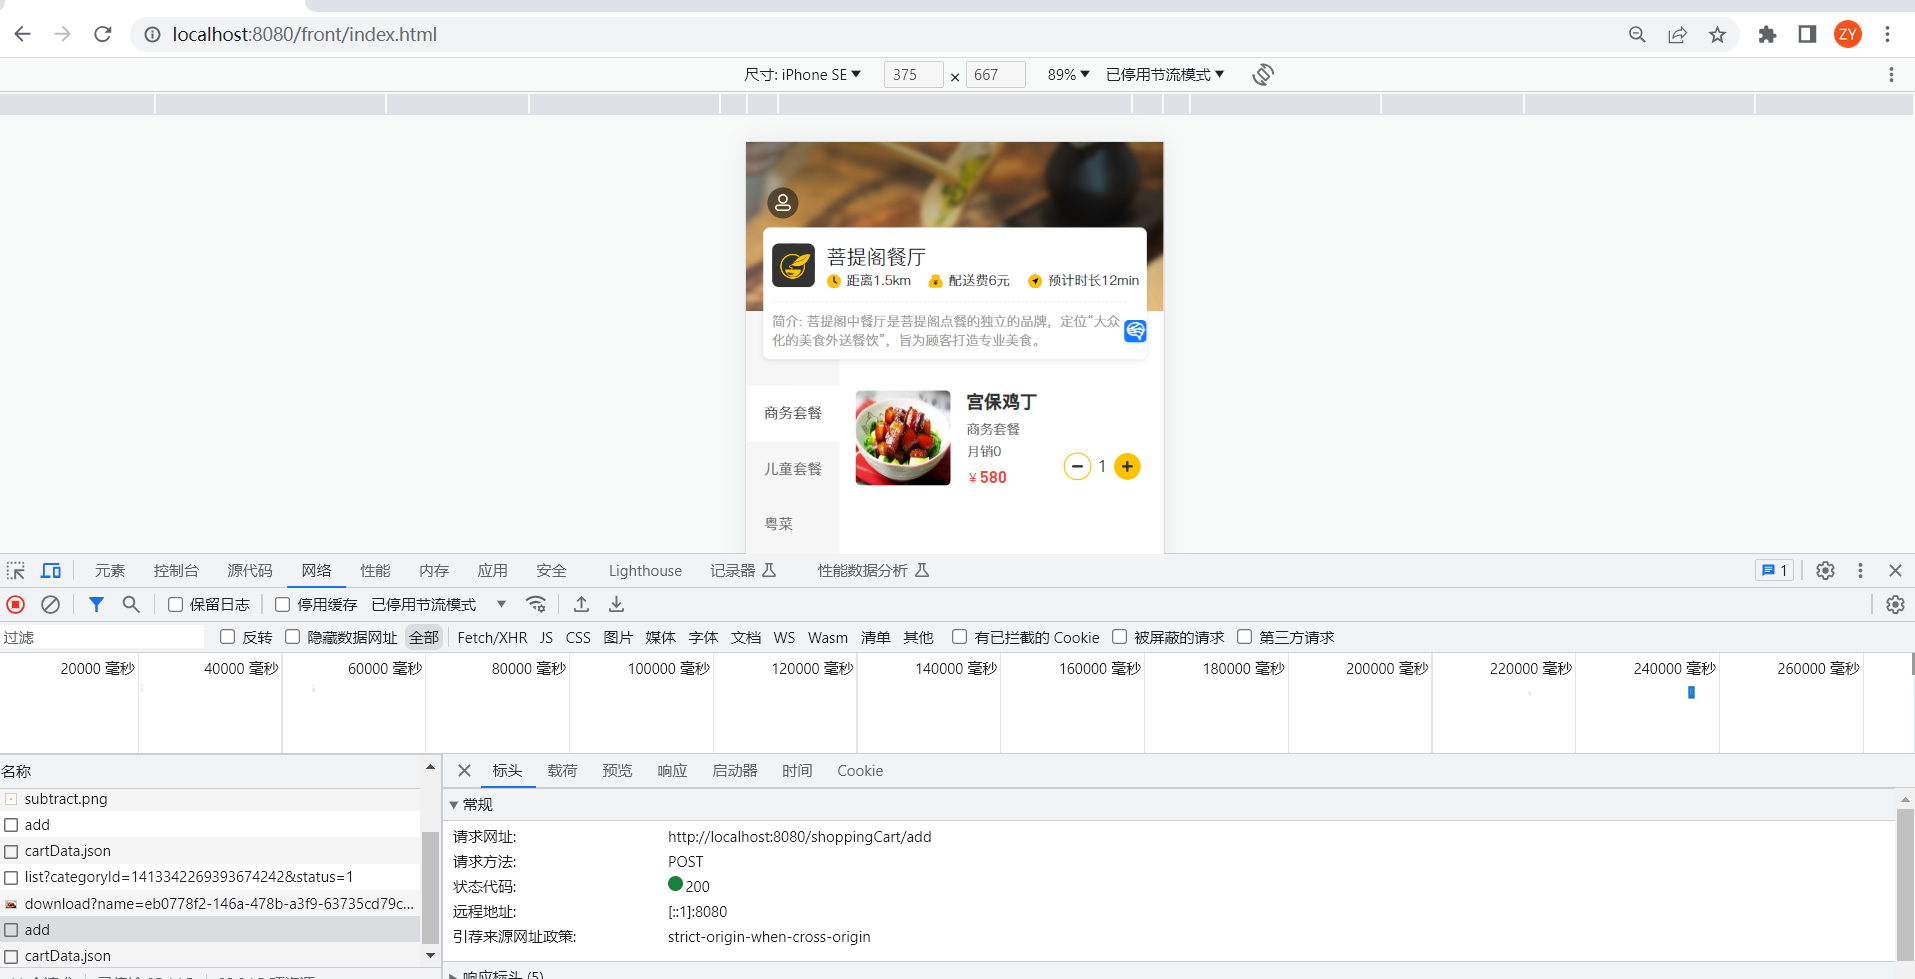 localhost:8080/front/index.html
ZY
尺寸: iPhone SE
375
×
667
89%
已停用节流模式
菩提阁餐厅
距离1.5km
配送费6元
预计时长12min
简介: 菩提阁中餐厅是菩提阁点餐的独立的品牌，定位“大众
化的美食外送餐饮”，旨为顾客打造专业美食。
商务套餐
儿童套餐
粤菜
宫保鸡丁
商务套餐
月销0
￥580
1
元素 控制台 源代码 网络 性能 内存 应用 安全 Lighthouse 记录器 性能数据分析 1
保留日志 停用缓存 已停用节流模式
过滤 反转 隐藏数据网址 全部 Fetch/XHR JS CSS 图片 媒体 字体 文档 WS Wasm 清单 其他 有已拦截的 Cookie 被屏蔽的请求 第三方请求
20000 毫秒 40000 毫秒 60000 毫秒 80000 毫秒 100000 毫秒 120000 毫秒 140000 毫秒 160000 毫秒 180000 毫秒 200000 毫秒 220000 毫秒 240000 毫秒 260000 毫秒
名称
subtract.png
add
cartData.json
list?categoryId=1413342269393674242&status=1
download?name=eb0778f2-146a-478b-a3f9-63735cd79c...
add
cartData.json
标头 载荷 预览 响应 启动器 时间 Cookie
常规
请求网址: http://localhost:8080/shoppingCart/add
请求方法: POST
状态代码: 200
远程地址: [::1]:8080
引荐来源网址政策: strict-origin-when-cross-origin
响应标头 (5)